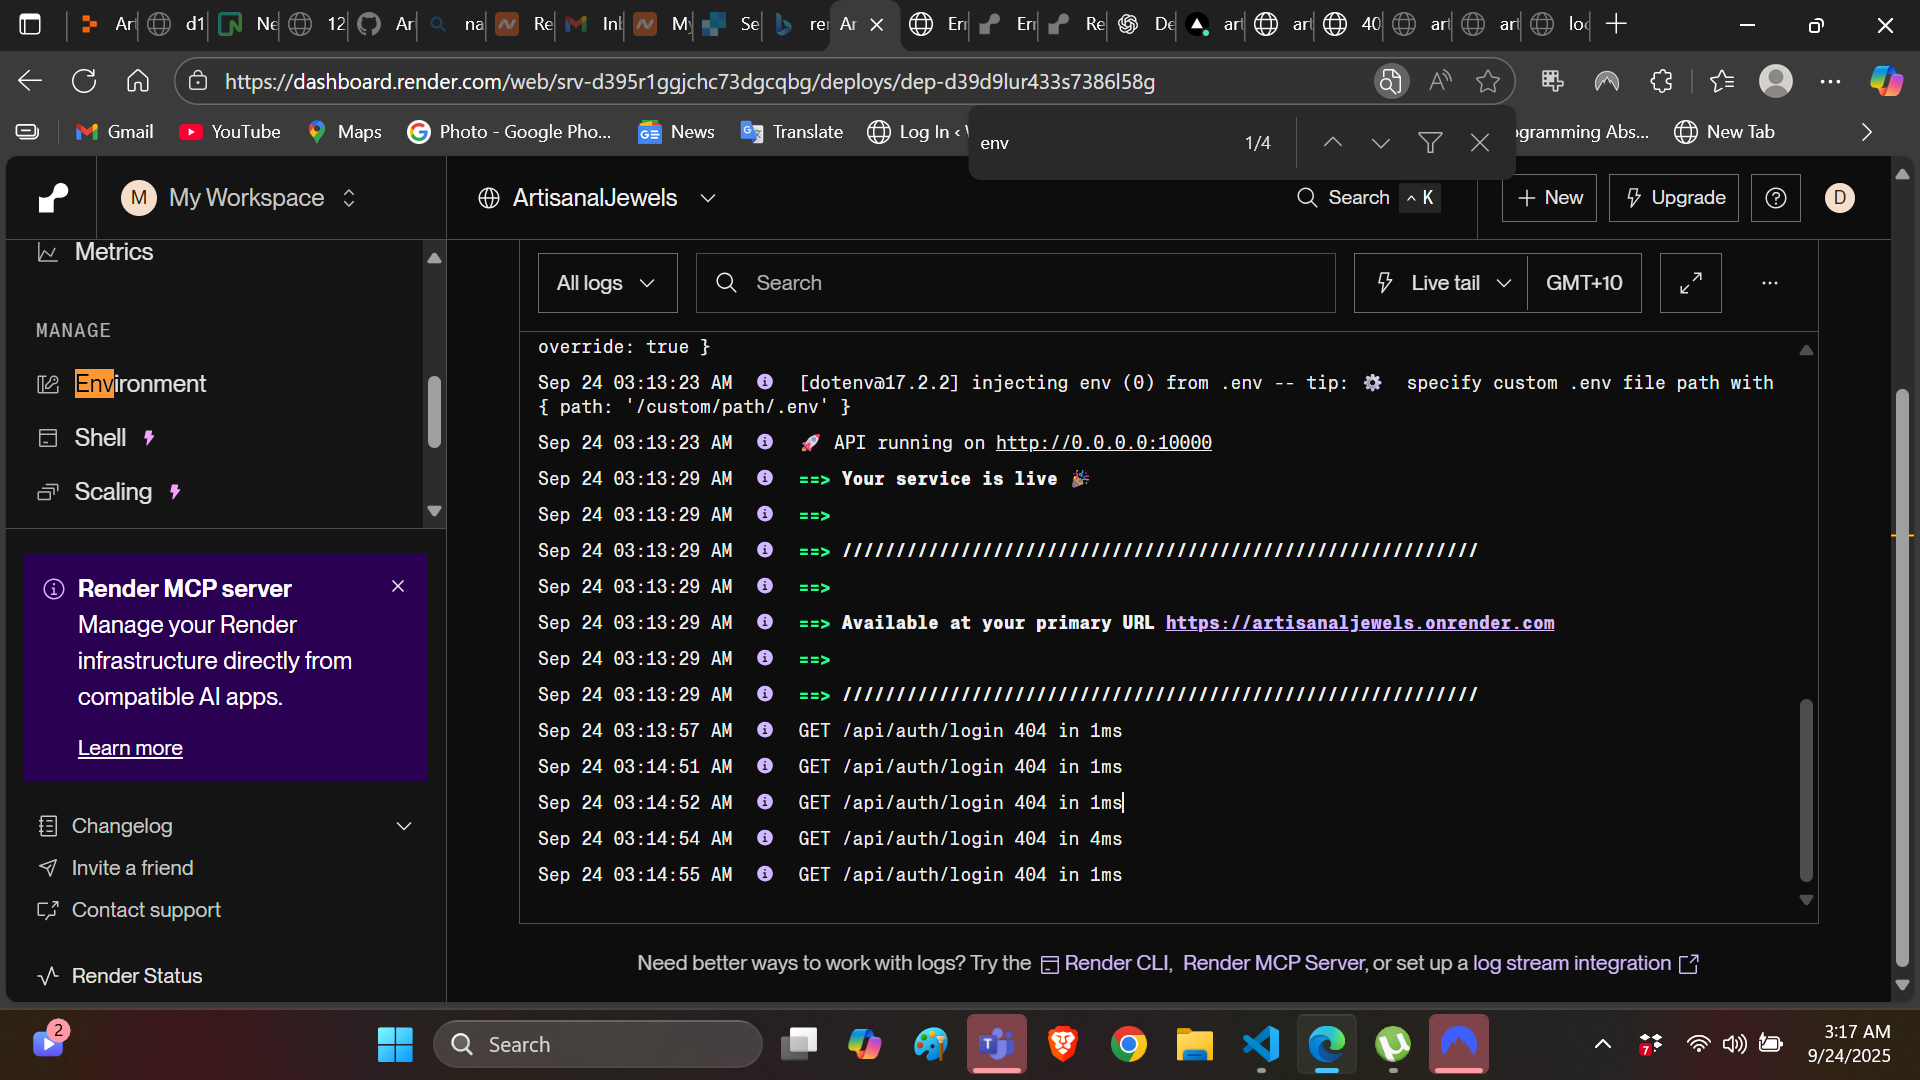 Ar
d1
Ne
12
Ar
na
Re
Inl
My
Se
rer
Ar
Err
Err
Re
De
art
art
40
art
art
loc
https://dashboard.render.com/web/srv-d395r1ggjchc73dgcqbg/deploys/dep-d39d9lur433s7386l58g
Gmail
YouTube
Maps
Photo - Google Pho...
News
Translate
Log In ‹
ogramming Abs...
New Tab
env
1/4
M
My Workspace
ArtisanalJewels
Search
K
New
Upgrade
D
Metrics
MANAGE
Environment
Shell
Scaling
Render MCP server
Manage your Render
infrastructure directly from
compatible AI apps.
Learn more
Changelog
Invite a friend
Contact support
Render Status
All logs
Search
Live tail
GMT+10
override: true }
Sep 24 03:13:23 AM [dotenv@17.2.2] injecting env (0) from .env -- tip: ⚙️ specify custom .env file path with
{ path: '/custom/path/.env' }
Sep 24 03:13:23 AM 🚀 API running on http://0.0.0.0:10000
Sep 24 03:13:29 AM ==> Your service is live 🎉
Sep 24 03:13:29 AM ==>
Sep 24 03:13:29 AM ==> ///////////////////////////////////////////////////////////
Sep 24 03:13:29 AM ==>
Sep 24 03:13:29 AM ==> Available at your primary URL https://artisanaljewels.onrender.com
Sep 24 03:13:29 AM ==>
Sep 24 03:13:29 AM ==> ///////////////////////////////////////////////////////////
Sep 24 03:13:57 AM GET /api/auth/login 404 in 1ms
Sep 24 03:14:51 AM GET /api/auth/login 404 in 1ms
Sep 24 03:14:52 AM GET /api/auth/login 404 in 1ms
Sep 24 03:14:54 AM GET /api/auth/login 404 in 4ms
Sep 24 03:14:55 AM GET /api/auth/login 404 in 1ms
Need better ways to work with logs? Try the Render CLI, Render MCP Server, or set up a log stream integration
2
Search
7
3:17 AM
9/24/2025